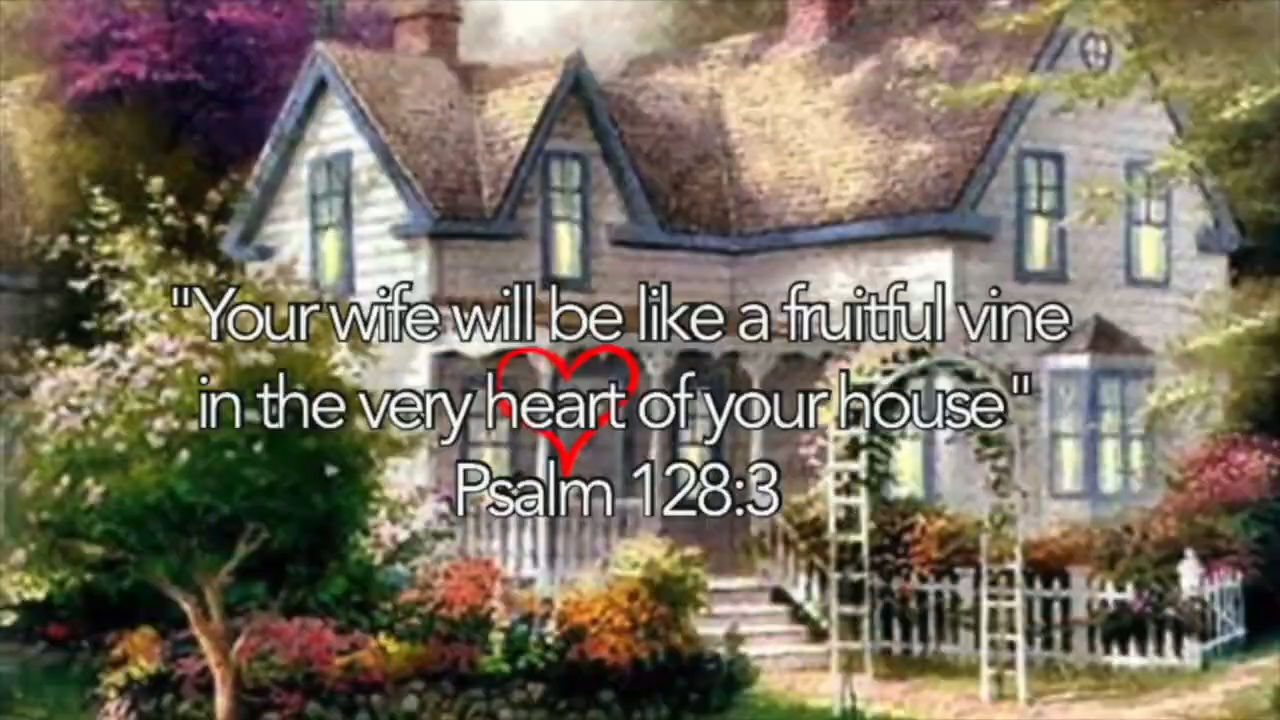 "Your wife will be like a fruitful vine
in the very heart of your house"
Psalm 128:3